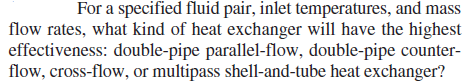 For a specified fluid pair, inlet temperatures, and mass
flow rates, what kind of heat exchanger will have the highest
effectiveness: double-pipe parallel-flow, double-pipe counter-
flow, cross-flow, or multipass shell-and-tube heat exchanger?